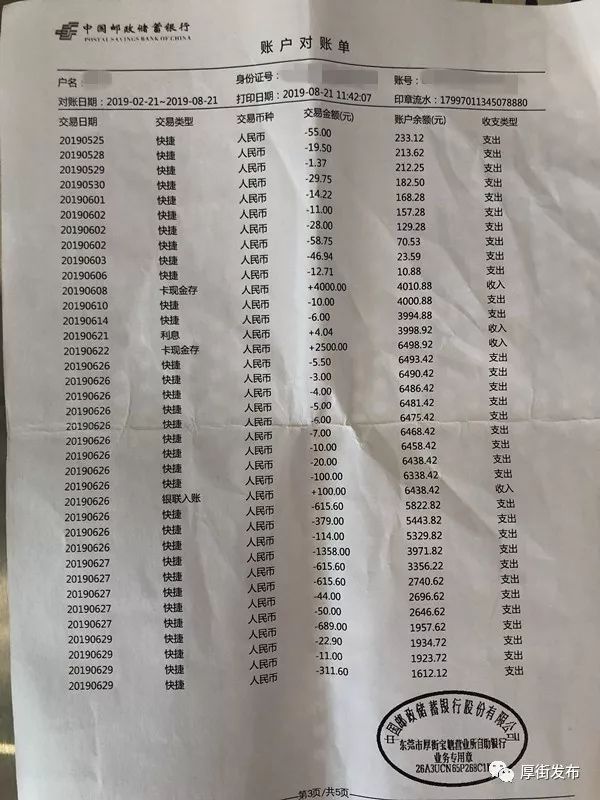 中国邮政储蓄银行
POSTAL SAVINGS BANK OF CHINA
账户对账单
户名: 身份证号: 账号:
对账日期: 2019-02-21~2019-08-21 打印日期: 2019-08-21 11:42:07 印章流水: 17997011345078880
交易日期 交易类型 交易币种 交易金额(元) 账户余额(元) 收支类型
20190525 快捷 人民币 -55.00 233.12 支出
20190528 快捷 人民币 -19.50 213.62 支出
20190529 快捷 人民币 -1.37 212.25 支出
20190530 快捷 人民币 -29.75 182.50 支出
20190601 快捷 人民币 -14.22 168.28 支出
20190602 快捷 人民币 -11.00 157.28 支出
20190602 快捷 人民币 -28.00 129.28 支出
20190602 快捷 人民币 -58.75 70.53 支出
20190603 快捷 人民币 -46.94 23.59 支出
20190606 快捷 人民币 -12.71 10.88 支出
20190608 卡现金存 人民币 +4000.00 4010.88 收入
20190610 快捷 人民币 -10.00 4000.88 支出
20190614 快捷 人民币 -6.00 3994.88 支出
20190621 利息 人民币 +4.04 3998.92 收入
20190622 卡现金存 人民币 +2500.00 6498.92 收入
20190626 快捷 人民币 -5.50 6493.42 支出
20190626 快捷 人民币 -3.00 6490.42 支出
20190626 快捷 人民币 -4.00 6486.42 支出
20190626 快捷 人民币 -5.00 6481.42 支出
20190626 快捷 人民币 -6.00 6475.42 支出
20190626 快捷 人民币 -7.00 6468.42 支出
20190626 快捷 人民币 -10.00 6458.42 支出
20190626 快捷 人民币 -20.00 6438.42 支出
20190626 快捷 人民币 -100.00 6338.42 支出
20190626 银联入账 人民币 +100.00 6438.42 收入
20190626 快捷 人民币 -615.60 5822.82 支出
20190626 快捷 人民币 -379.00 5443.82 支出
20190626 快捷 人民币 -114.00 5329.82 支出
20190627 快捷 人民币 -1358.00 3971.82 支出
20190627 快捷 人民币 -615.60 3356.22 支出
20190627 快捷 人民币 -615.60 2740.62 支出
20190627 快捷 人民币 -44.00 2696.62 支出
20190627 快捷 人民币 -50.00 2646.62 支出
20190629 快捷 人民币 -689.00 1957.62 支出
20190629 快捷 人民币 -22.90 1934.72 支出
20190629 快捷 人民币 -11.00 1923.72 支出
20190629 快捷 人民币 -311.60 1612.12 支出
中国邮政储蓄银行股份有限公司
东莞市厚街宝塘营业所自助银行
业务专用章
26A3UCN65P268C1
厚街发布
第3页/共5页